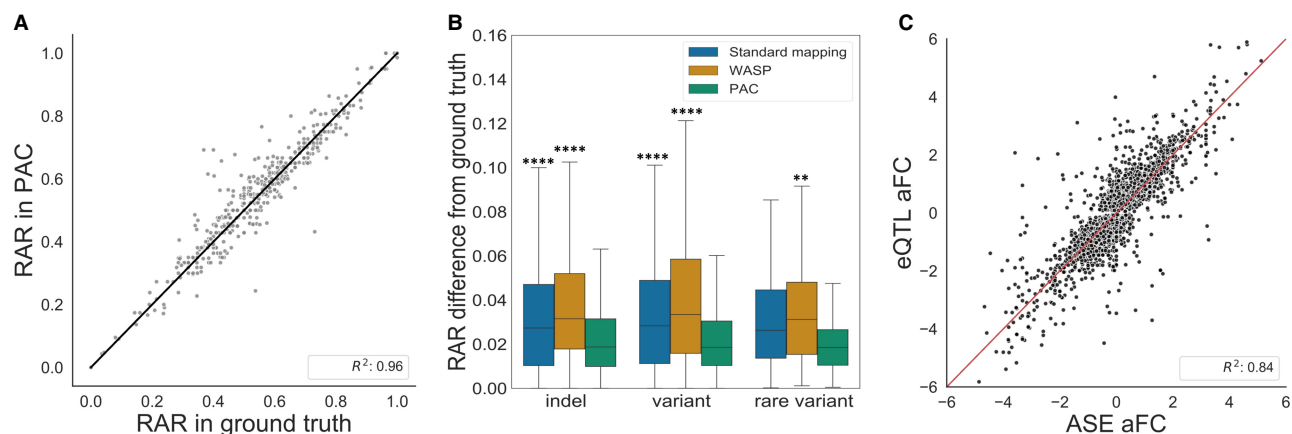 A
RAR in PAC
1.0
0.8
0.6
0.4
0.2
0.0
R²: 0.96
0.0 0.2 0.4 0.6 0.8 1.0
RAR in ground truth
B
RAR difference from ground truth
0.16
0.14
0.12
0.10
0.08
0.06
0.04
0.02
0.00
Standard mapping
WASP
PAC
**** ****
**** ****
**
indel variant rare variant
C
eQTL aFC
6
4
2
0
−2
−4
−6
R²: 0.84
−6 −4 −2 0 2 4 6
ASE aFC